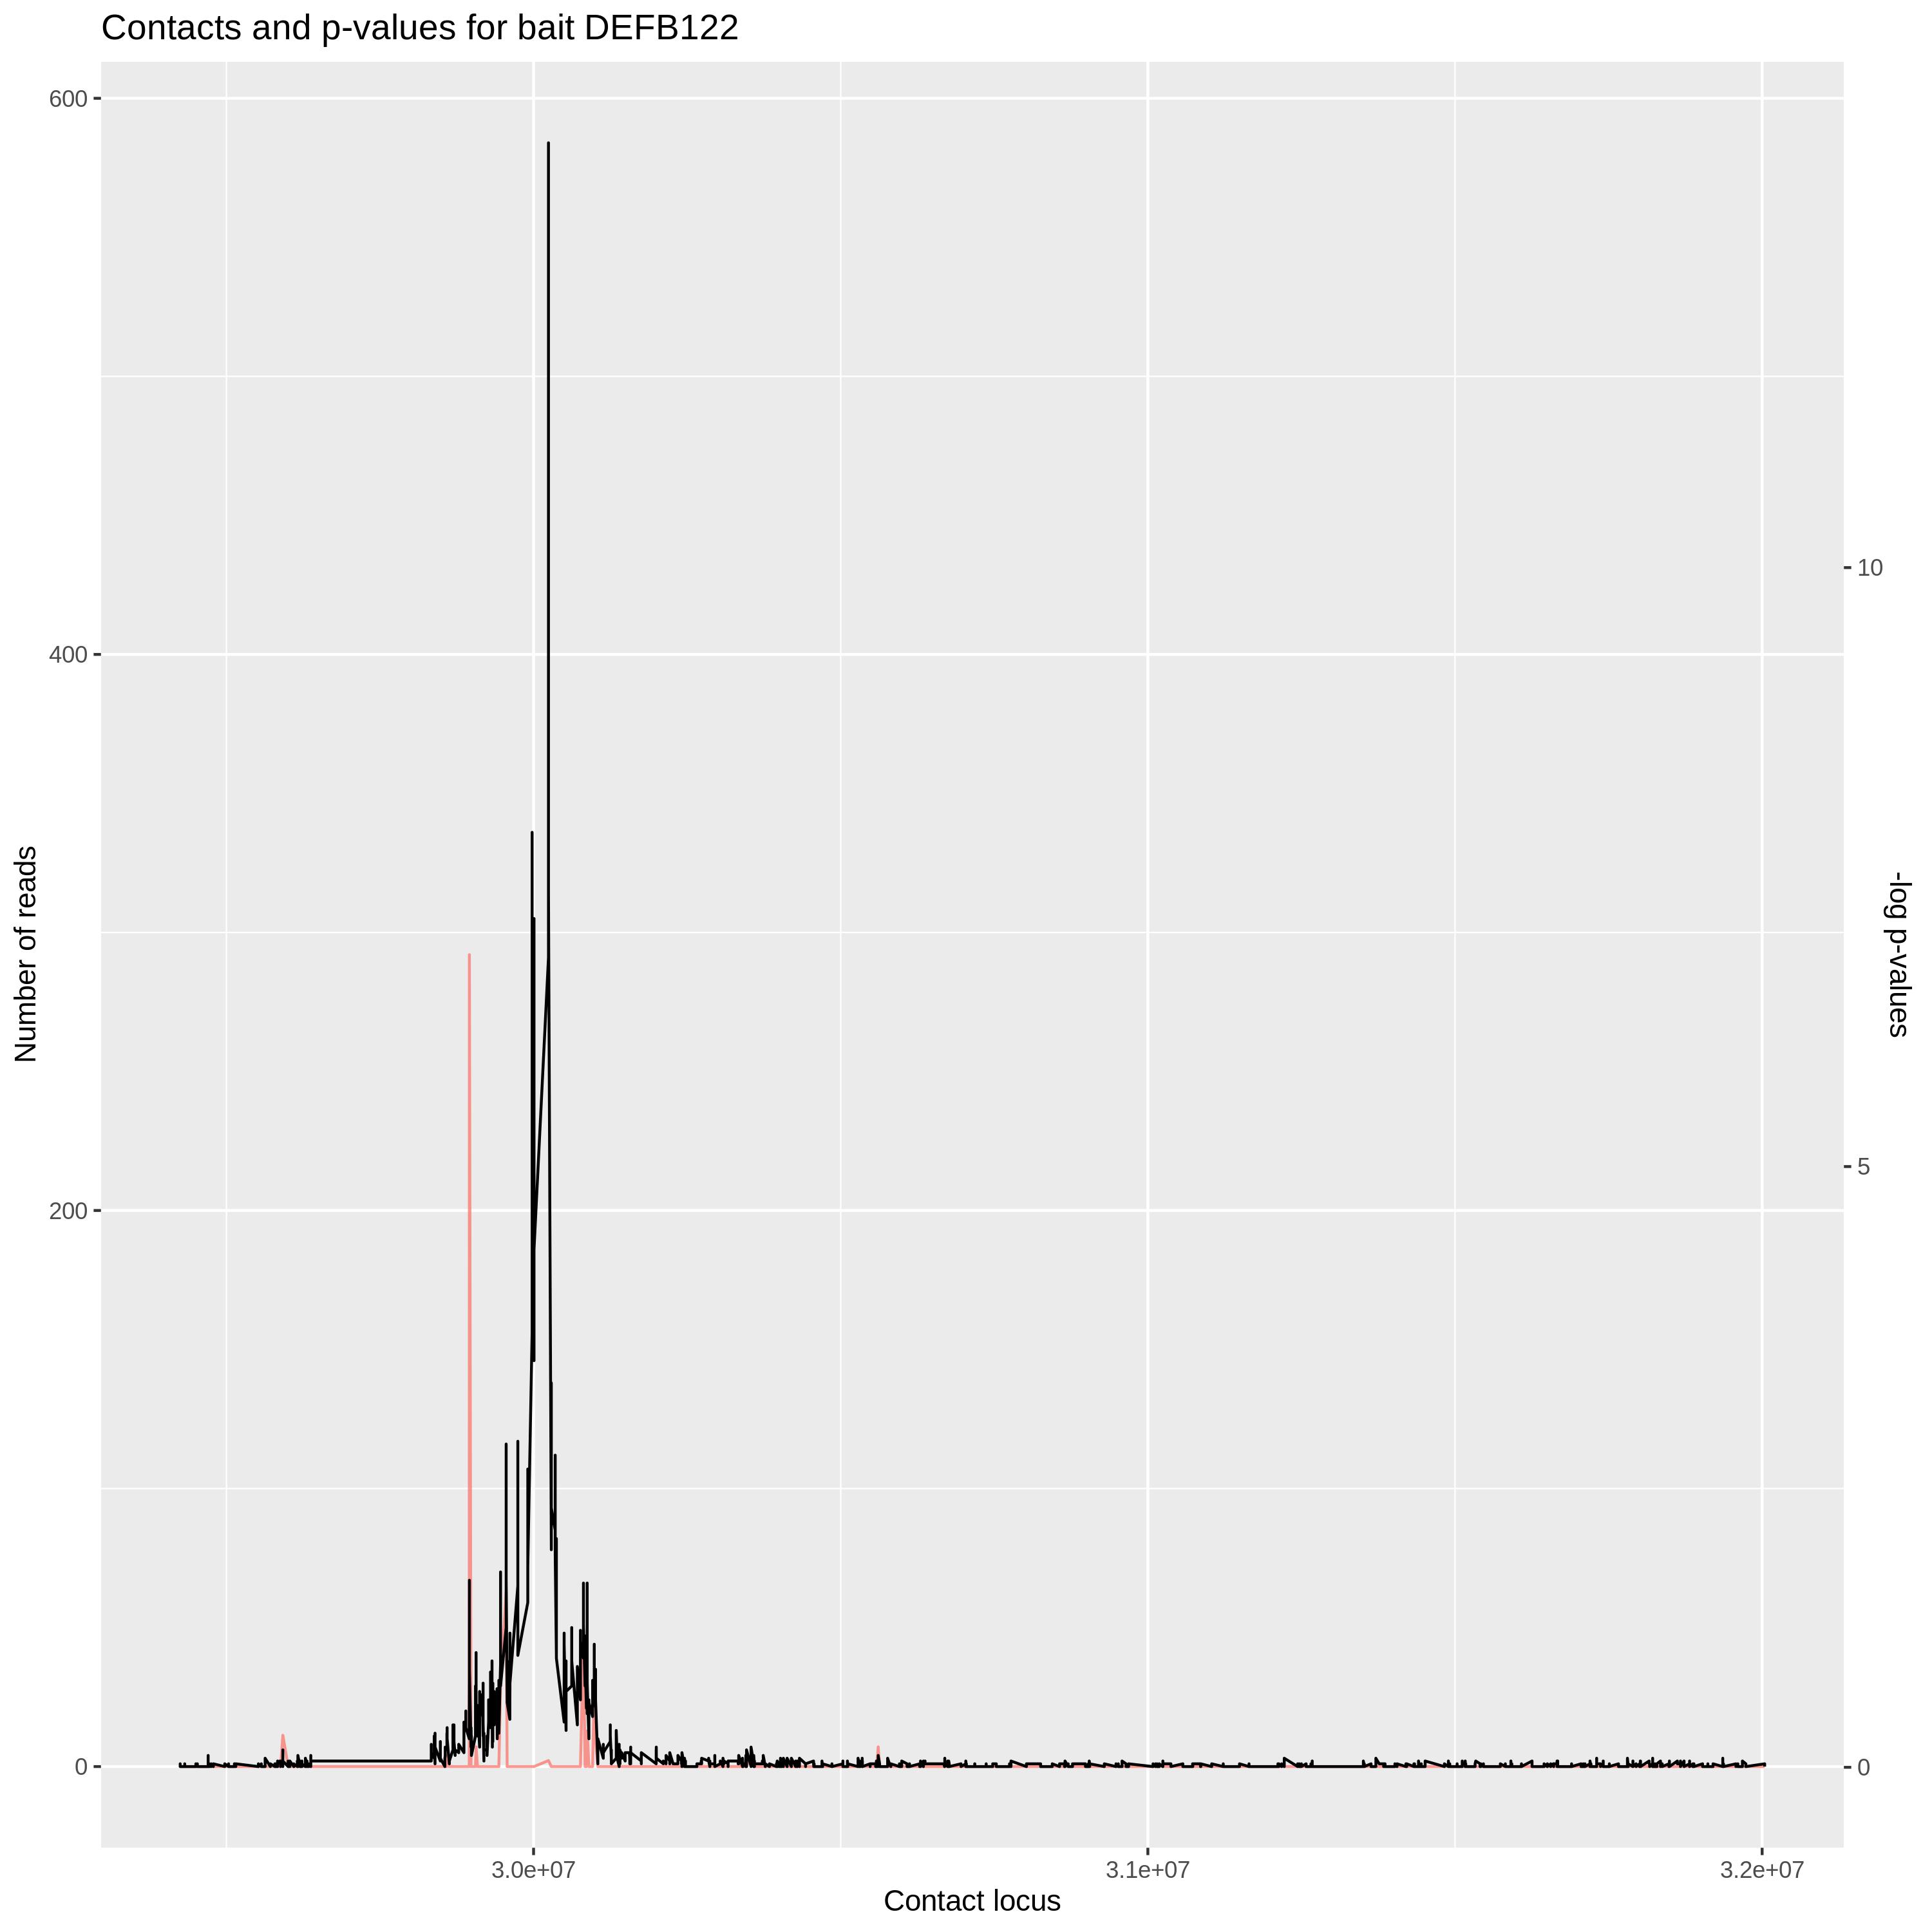 Contacts and p-values for bait DEFB122
600
400
200
0
Number of reads
10
5
0
-log p-values
3.0e+07
3.1e+07
3.2e+07
Contact locus